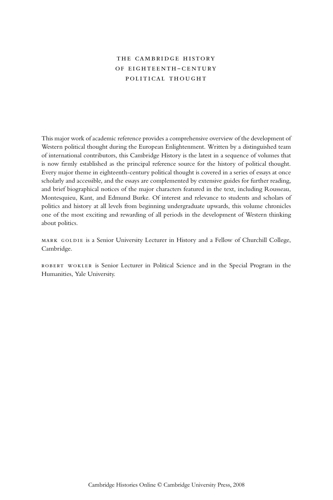 THE CAMBRIDGE HISTORY
OF EIGHTEENTH-CENTURY
POLITICAL THOUGHT
This major work of academic reference provides a comprehensive overview of the development of
Western political thought during the European Enlightenment. Written by a distinguished team
of international contributors, this Cambridge History is the latest in a sequence of volumes that
is now firmly established as the principal reference source for the history of political thought.
Every major theme in eighteenth-century political thought is covered in a series of essays at once
scholarly and accessible, and the essays are complemented by extensive guides for further reading,
and brief biographical notices of the major characters featured in the text, including Rousseau,
Montesquieu, Kant, and Edmund Burke. Of interest and relevance to students and scholars of
politics and history at all levels from beginning undergraduate upwards, this volume chronicles
one of the most exciting and rewarding of all periods in the development of Western thinking
about politics.
MARK GOLDIE is a Senior University Lecturer in History and a Fellow of Churchill College,
Cambridge.
ROBERT WOKLER is Senior Lecturer in Political Science and in the Special Program in the
Humanities, Yale University.
Cambridge Histories Online © Cambridge University Press, 2008